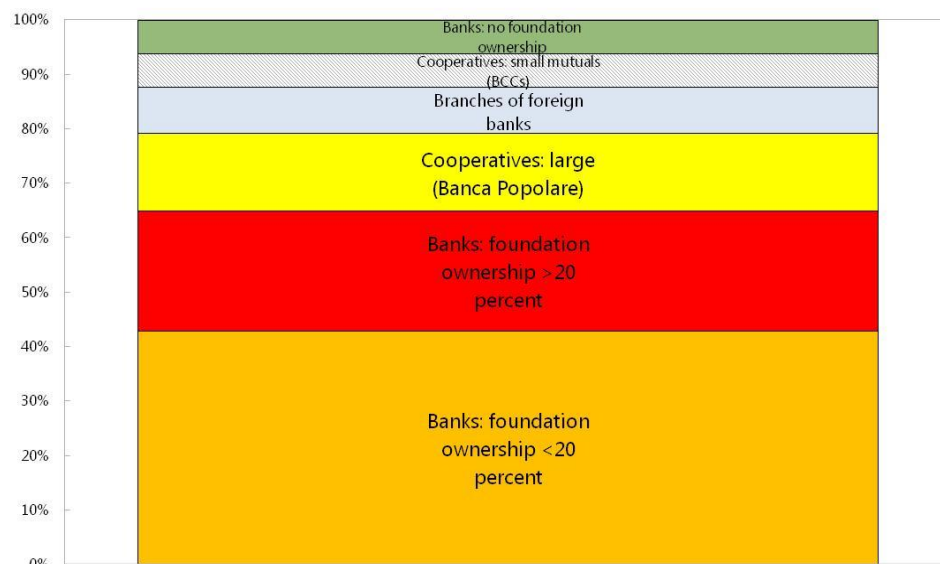 100%
90%
80%
70%
60%
50%
40%
30%
20%
10%
0%
Banks: no foundation
ownership
Cooperatives: small mutuals
(BCCs)
Branches of foreign
banks
Cooperatives: large
(Banca Popolare)
Banks: foundation
ownership >20
percent
Banks: foundation
ownership <20
percent